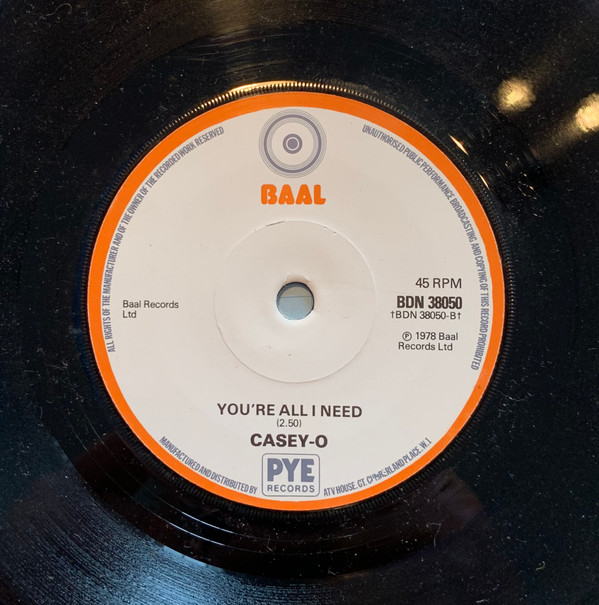 BAAL
ALL RIGHTS OF THE MANUFACTURER AND OF THE OWNER OF THE RECORDED WORK RESERVED
UNAUTHORISED PUBLIC PERFORMANCE BROADCASTING AND COPYING OF THIS RECORD PROHIBITED
Baal Records
Ltd
45 RPM
BDN 38050
†BDN 38050-B†
℗ 1978 Baal
Records Ltd
YOU'RE ALL I NEED
(2.50)
CASEY-O
MANUFACTURED AND DISTRIBUTED BY
PYE
RECORDS
ATV HOUSE. GT. CUMBERLAND PLACE. W.1